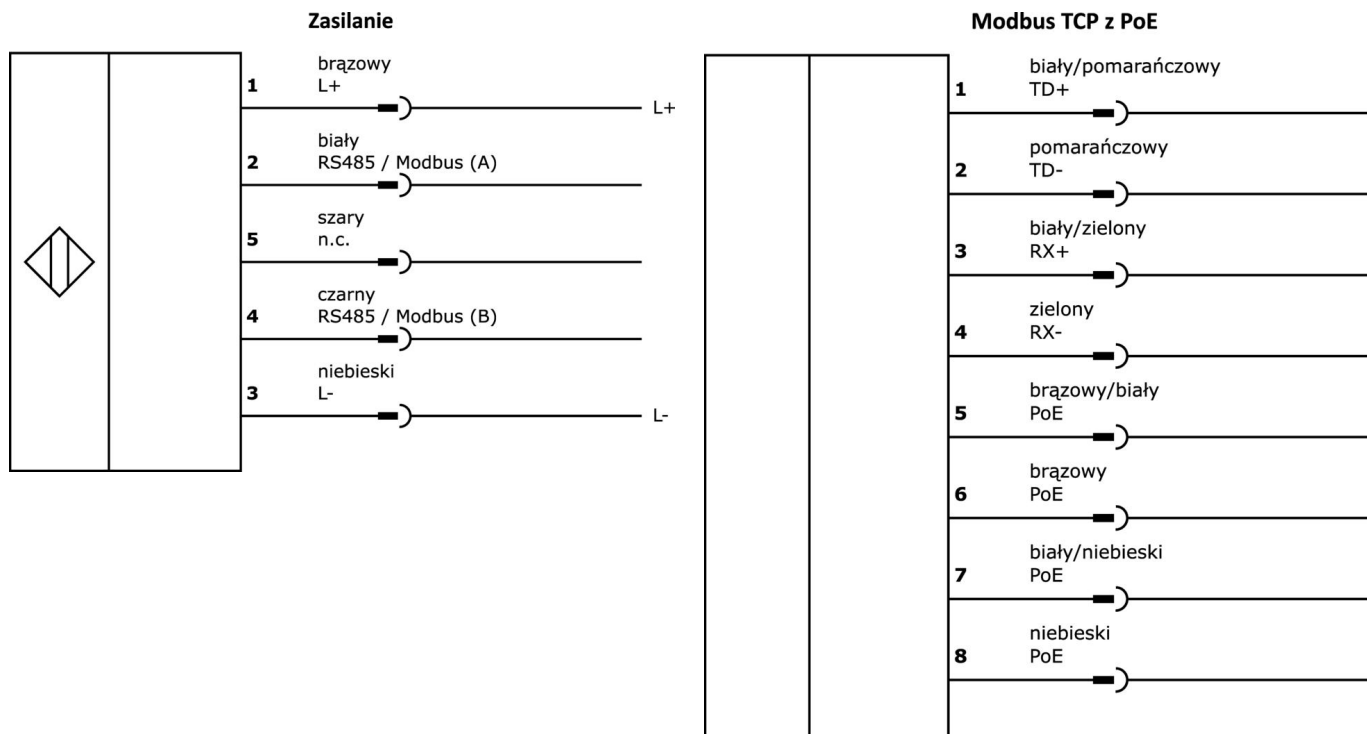 Zasilanie
1
brązowy
L+
L+
2
biały
RS485 / Modbus (A)
5
szary
n.c.
4
czarny
RS485 / Modbus (B)
3
niebieski
L-
L-
Modbus TCP z PoE
1
biały/pomarańczowy
TD+
2
pomarańczowy
TD-
3
biały/zielony
RX+
4
zielony
RX-
5
brązowy/biały
PoE
6
brązowy
PoE
7
biały/niebieski
PoE
8
niebieski
PoE